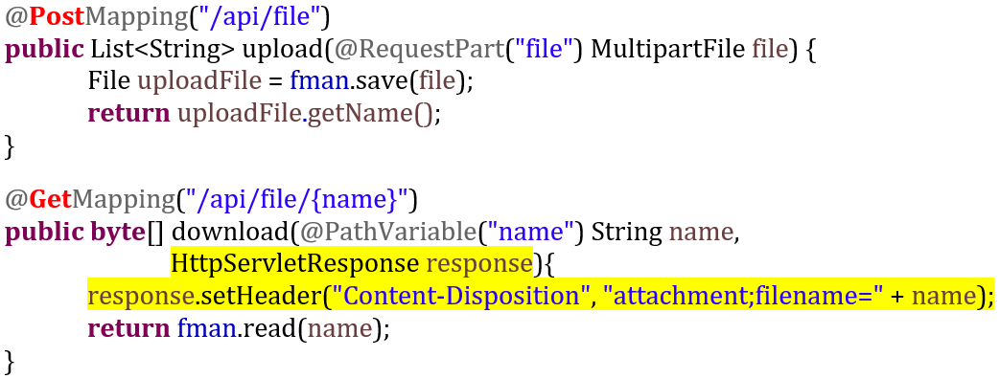 @PostMapping("/api/file")
public List<String> upload(@RequestPart("file") MultipartFile file) {
File uploadFile = fman.save(file);
return uploadFile.getName();
}
@GetMapping("/api/file/{name}")
public byte[] download(@PathVariable("name") String name,
HttpServletResponse response){
response.setHeader("Content-Disposition", "attachment;filename=" + name);
return fman.read(name);
}